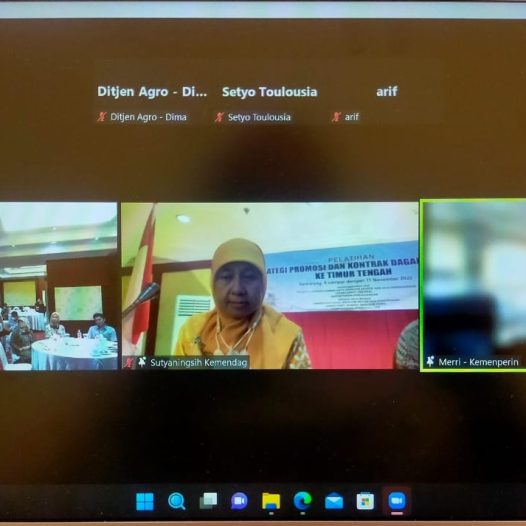 Ditjen Agro - Di... Setyo Toulousia arif
Ditjen Agro - Dima Setyo Toulousia arif
PELATIHAN
ATEGI PROMOSI DAN KONTRAK DAGA
KE TIMUR TENGAH
Sutyaningsih Kemendag Merri - Kemenperin